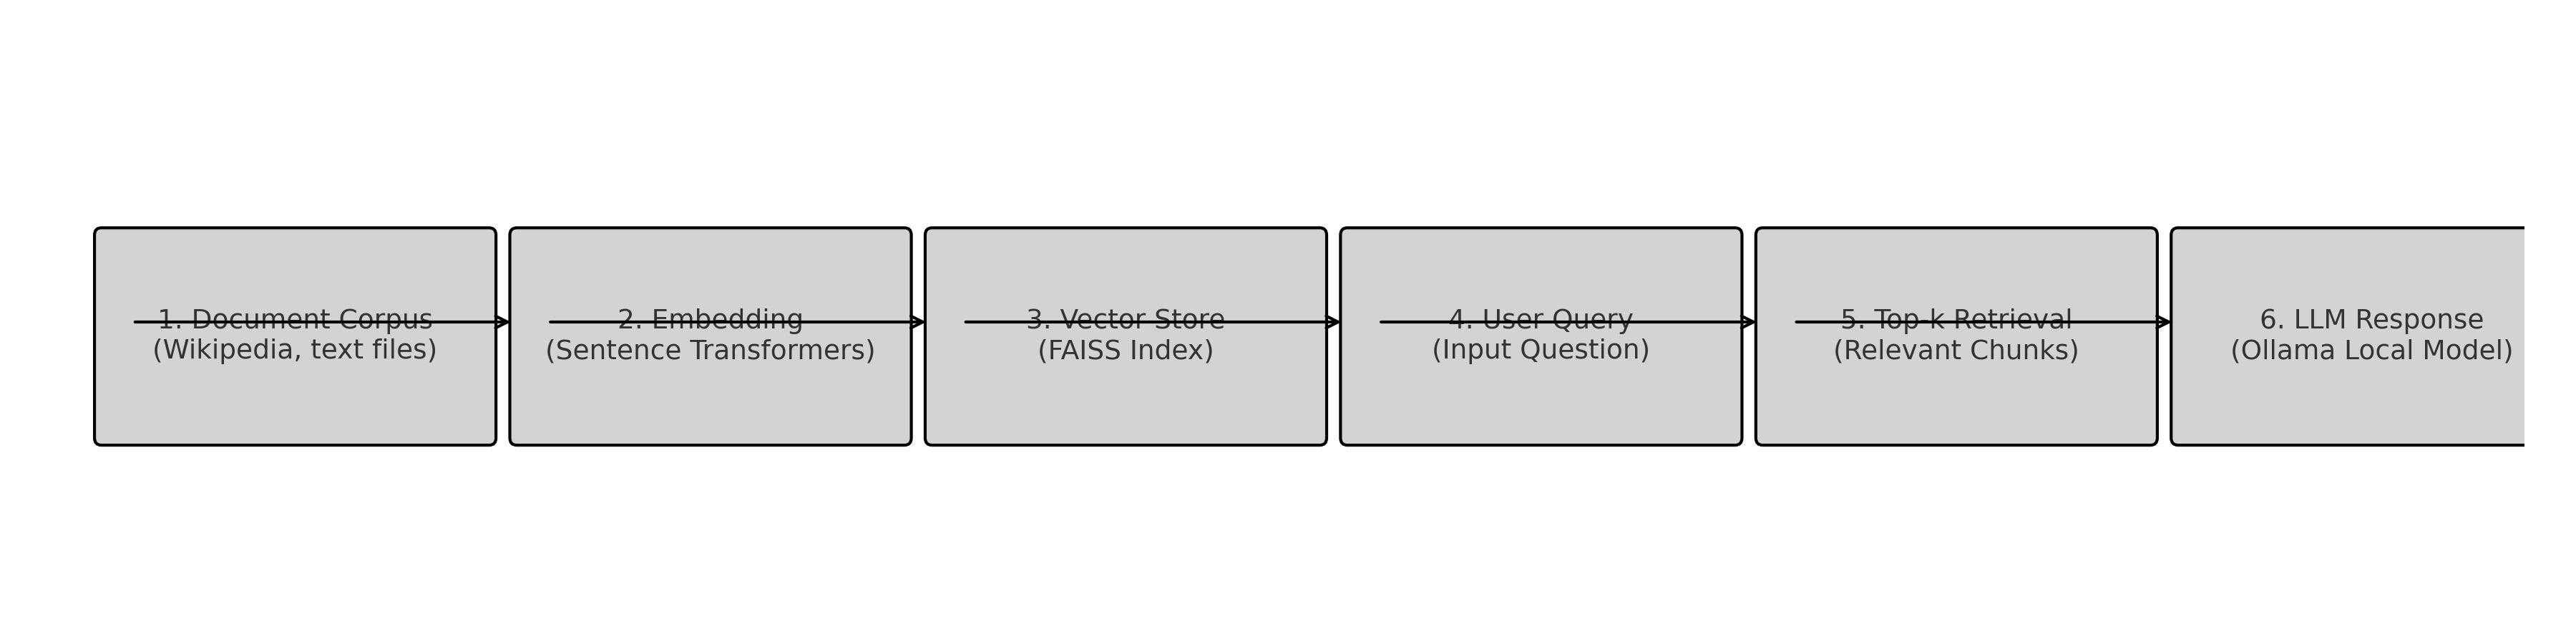 1. Document Corpus
(Wikipedia, text files)
2. Embedding
(Sentence Transformers)
3. Vector Store
(FAISS Index)
4. User Query
(Input Question)
5. Top-k Retrieval
(Relevant Chunks)
6. LLM Response
(Ollama Local Model)